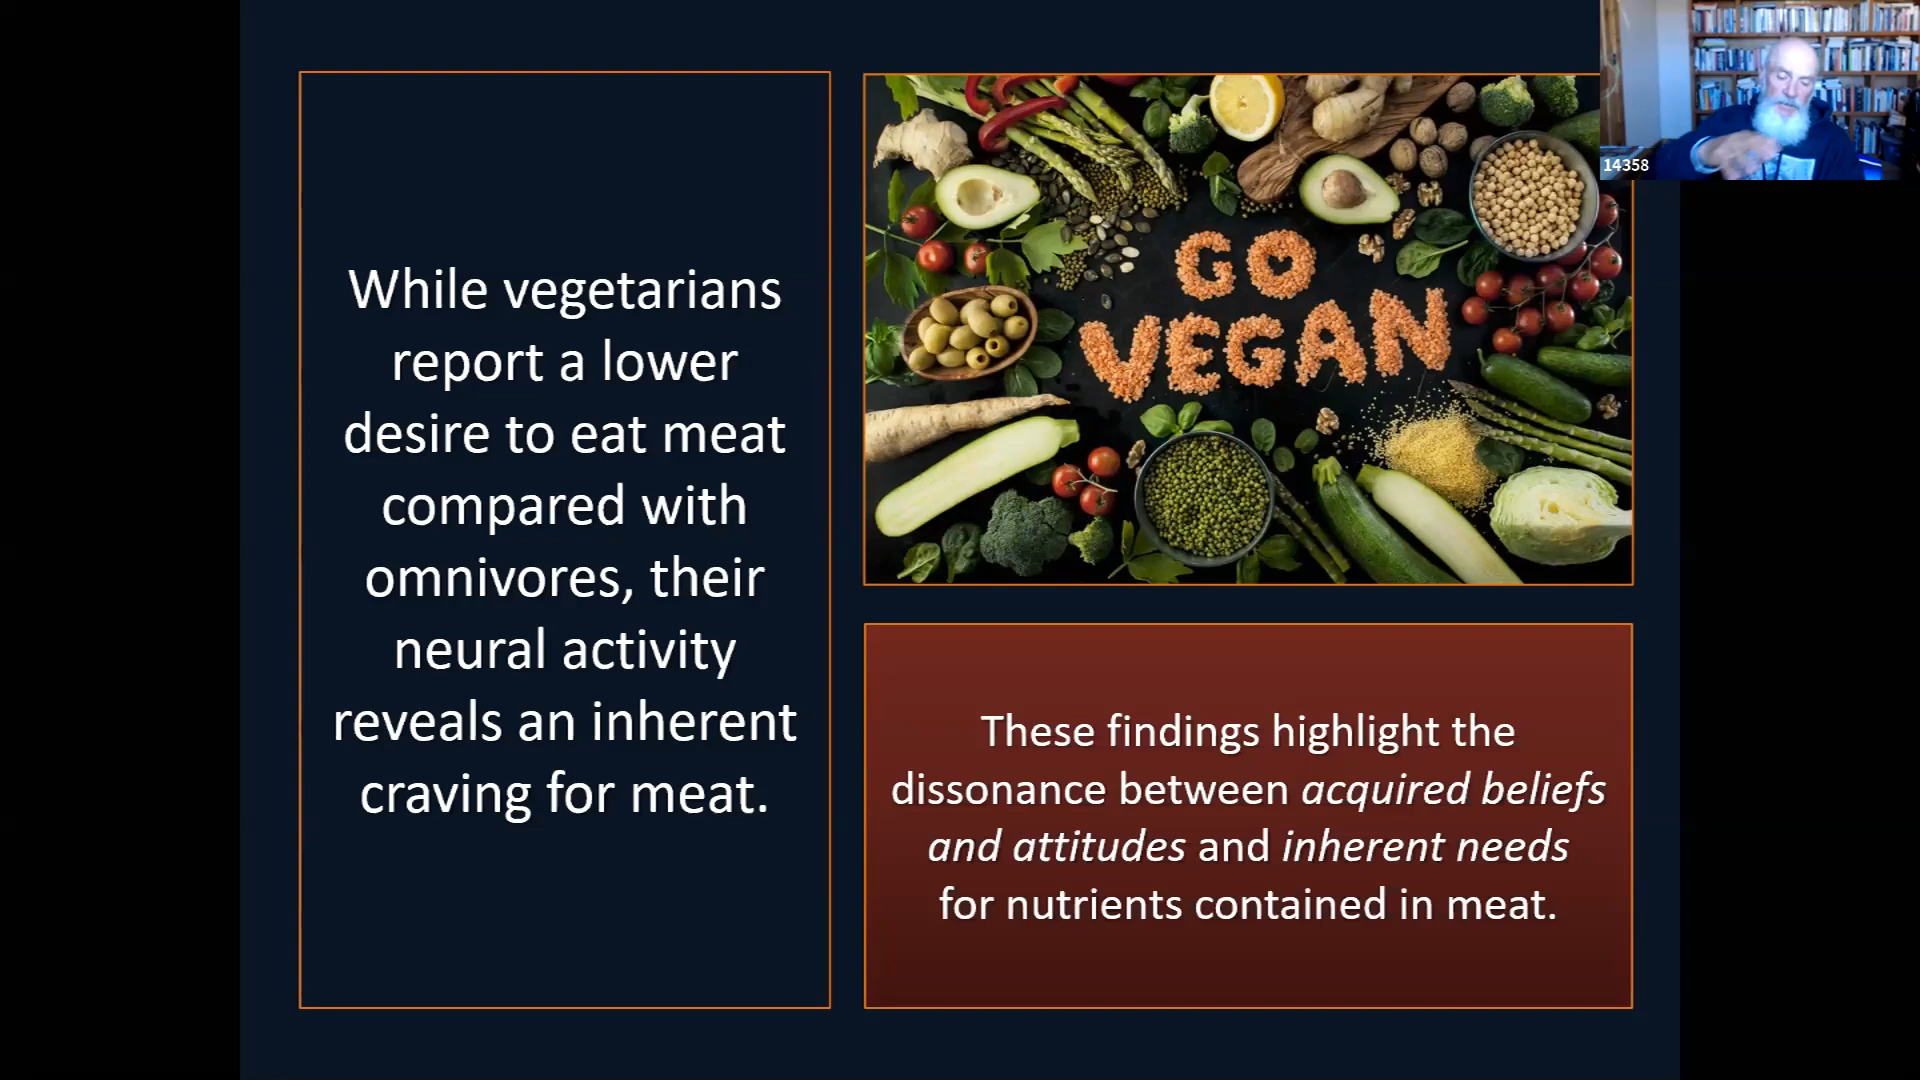 While vegetarians
report a lower
desire to eat meat
compared with
omnivores, their
neural activity
reveals an inherent
craving for meat.
GO
VEGAN
These findings highlight the
dissonance between acquired beliefs
and attitudes and inherent needs
for nutrients contained in meat.
14358